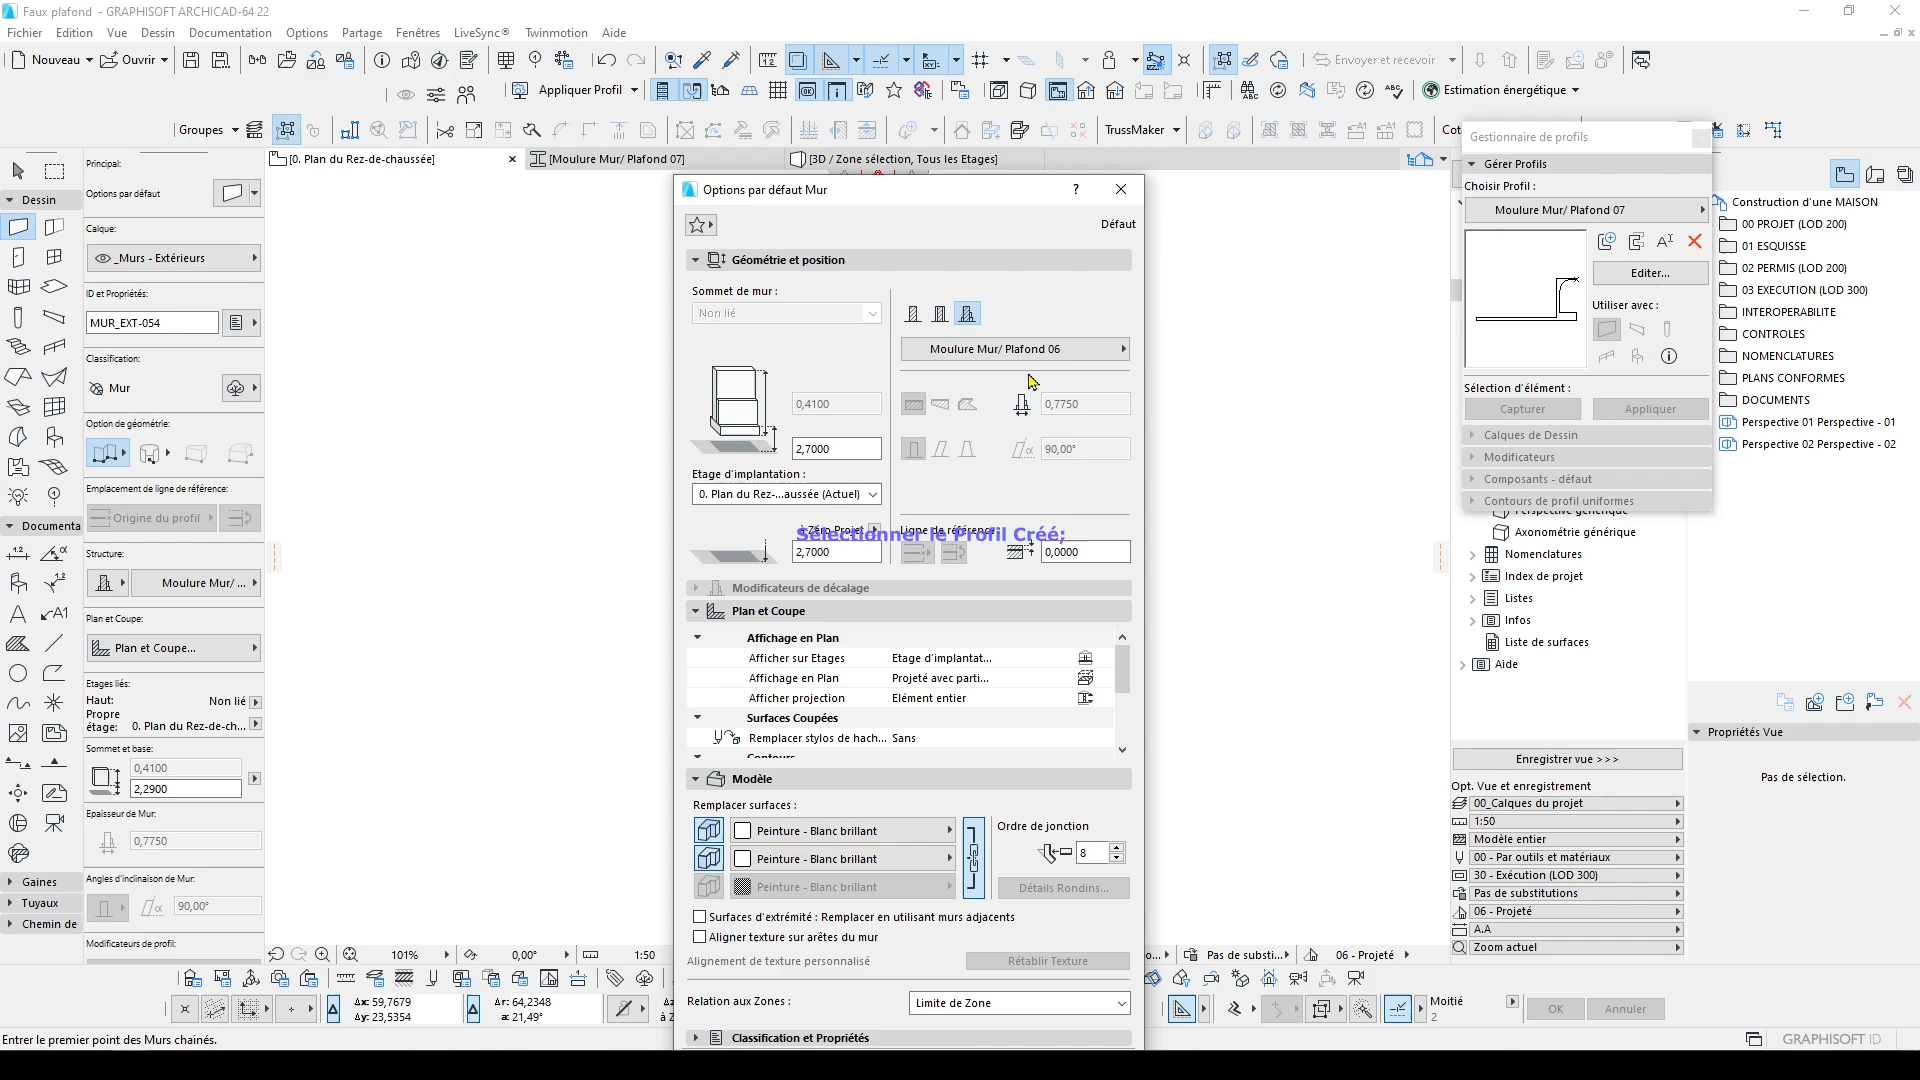 Faux plafond - GRAPHISOFT ARCHICAD-64 22
Fichier Edition Vue Dessin Documentation Options Partage Fenêtres LiveSync® Twinmotion Aide
Nouveau Ouvrir Envoyer et recevoir
Appliquer Profil Estimation énergétique
Groupes TrussMaker Cot
Gestionnaire de profils
[0. Plan du Rez-de-chaussée] [Moulure Mur/ Plafond 07] [3D / Zone sélection, Tous les Etages]
Principal:
Options par défaut
Dessin
Calque:
_Murs - Extérieurs
ID et Propriétés:
MUR_EXT-054
Classification:
Mur
Option de géométrie:
Emplacement de ligne de référence:
Origine du profil
Documenta
Structure:
Moulure Mur/ ...
Plan et Coupe:
Plan et Coupe...
Etages liés:
Haut: Non lié
Propre étage: 0. Plan du Rez-de-ch...
Sommet et base:
0,4100
2,2900
Epaisseur de Mur:
0,7750
Gaines
Angles d'inclinaison de Mur:
Tuyaux
90,00°
Chemin de
Modificateurs de profil:
Options par défaut Mur
?
Défaut
Géométrie et position
Sommet de mur :
Non lié
Moulure Mur/ Plafond 06
0,4100 0,7750
2,7000 90,00°
Etage d'implantation :
0. Plan du Rez-...aussée (Actuel)
à Zéro Projet Ligne de référence
Sélectionner le Profil Créé;
2,7000 0,0000
Modificateurs de décalage
Plan et Coupe
Affichage en Plan
Afficher sur Etages Etage d'implantat...
Affichage en Plan Projeté avec parti...
Afficher projection Elément entier
Surfaces Coupées
Remplacer stylos de hach... Sans
Contours
Modèle
Remplacer surfaces :
Peinture - Blanc brillant
Peinture - Blanc brillant
Peinture - Blanc brillant
Ordre de jonction
8
Détails Rondins...
Surfaces d'extrémité : Remplacer en utilisant murs adjacents
Aligner texture sur arêtes du mur
Alignement de texture personnalisé Rétablir Texture
Relation aux Zones : Limite de Zone
Classification et Propriétés
Gérer Profils
Choisir Profil :
Moulure Mur/ Plafond 07
Editer...
Utiliser avec :
Sélection d'élément :
Capturer Appliquer
Calques de Dessin
Modificateurs
Composants - défaut
Contours de profil uniformes
Perspective générique
Axonométrie générique
Nomenclatures
Index de projet
Listes
Infos
Liste de surfaces
Aide
Construction d'une MAISON
00 PROJET (LOD 200)
01 ESQUISSE
02 PERMIS (LOD 200)
03 EXECUTION (LOD 300)
INTEROPERABILITE
CONTROLES
NOMENCLATURES
PLANS CONFORMES
DOCUMENTS
Perspective 01 Perspective - 01
Perspective 02 Perspective - 02
Propriétés Vue
Pas de sélection.
Enregistrer vue > > >
Opt. Vue et enregistrement
00_Calques du projet
1:50
Modèle entier
00 - Par outils et matériaux
30 - Exécution (LOD 300)
Pas de substitutions
06 - Projeté
A.A
Zoom actuel
101% 0,00° 1:50 o... Pas de substi... 06 - Projeté
Δx: 59,7679
Δy: 23,5354
Δr: 64,2348
a: 21,49°
Δz
à Z
Moitié
2
OK Annuler
Entrer le premier point des Murs chainés.
GRAPHISOFT ID